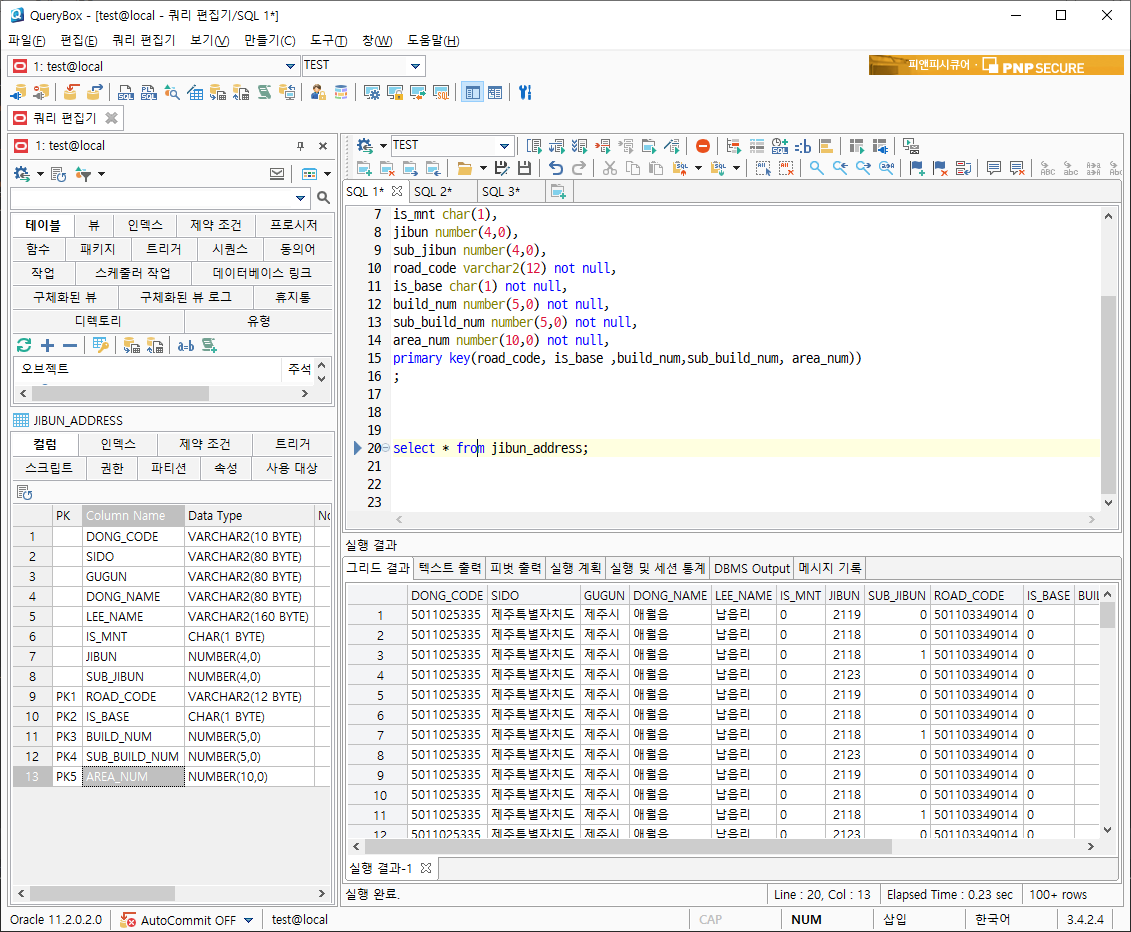 QueryBox - [test@local - 쿼리 편집기/SQL 1*]
파일(F) 편집(E) 쿼리 편집기 보기(V) 만들기(C) 도구(T) 창(W) 도움말(H)
1: test@local TEST
피앤피시큐어 · PNP SECURE
쿼리 편집기
1: test@local
테이블 뷰 인덱스 제약 조건 프로시저
함수 패키지 트리거 시퀀스 동의어
작업 스케줄러 작업 데이터베이스 링크
구체화된 뷰 구체화된 뷰 로그 휴지통
디렉토리 유형
오브젝트 주석
JIBUN_ADDRESS
컬럼 인덱스 제약 조건 트리거
스크립트 권한 파티션 속성 사용 대상
PK Column Name Data Type
1 DONG_CODE VARCHAR2(10 BYTE)
2 SIDO VARCHAR2(80 BYTE)
3 GUGUN VARCHAR2(80 BYTE)
4 DONG_NAME VARCHAR2(80 BYTE)
5 LEE_NAME VARCHAR2(160 BYTE)
6 IS_MNT CHAR(1 BYTE)
7 JIBUN NUMBER(4,0)
8 SUB_JIBUN NUMBER(4,0)
9 PK1 ROAD_CODE VARCHAR2(12 BYTE)
10 PK2 IS_BASE CHAR(1 BYTE)
11 PK3 BUILD_NUM NUMBER(5,0)
12 PK4 SUB_BUILD_NUM NUMBER(5,0)
13 PK5 AREA_NUM NUMBER(10,0)
TEST
SQL 1* SQL 2* SQL 3*
7 is_mnt char(1),
8 jibun number(4,0),
9 sub_jibun number(4,0),
10 road_code varchar2(12) not null,
11 is_base char(1) not null,
12 build_num number(5,0) not null,
13 sub_build_num number(5,0) not null,
14 area_num number(10,0) not null,
15 primary key(road_code, is_base ,build_num,sub_build_num, area_num))
16 ;
17
18
19
20 select * from jibun_address;
21
22
23
실행 결과
그리드 결과 텍스트 출력 피벗 출력 실행 계획 실행 및 세션 통계 DBMS Output 메시지 기록
DONG_CODE SIDO GUGUN DONG_NAME LEE_NAME IS_MNT JIBUN SUB_JIBUN ROAD_CODE IS_BASE
1 5011025335 제주특별자치도 제주시 애월읍 납읍리 0 2119 0 501103349014 0
2 5011025335 제주특별자치도 제주시 애월읍 납읍리 0 2118 0 501103349014 0
3 5011025335 제주특별자치도 제주시 애월읍 납읍리 0 2118 1 501103349014 0
4 5011025335 제주특별자치도 제주시 애월읍 납읍리 0 2123 0 501103349014 0
5 5011025335 제주특별자치도 제주시 애월읍 납읍리 0 2119 0 501103349014 0
6 5011025335 제주특별자치도 제주시 애월읍 납읍리 0 2118 0 501103349014 0
7 5011025335 제주특별자치도 제주시 애월읍 납읍리 0 2118 1 501103349014 0
8 5011025335 제주특별자치도 제주시 애월읍 납읍리 0 2123 0 501103349014 0
9 5011025335 제주특별자치도 제주시 애월읍 납읍리 0 2119 0 501103349014 0
10 5011025335 제주특별자치도 제주시 애월읍 납읍리 0 2118 0 501103349014 0
11 5011025335 제주특별자치도 제주시 애월읍 납읍리 0 2118 1 501103349014 0
12 5011025335 제주특별자치도 제주시 애월읍 납읍리 0 2123 0 501103349014 0
실행 결과-1
실행 완료. Line : 20, Col : 13 Elapsed Time : 0.23 sec 100+ rows
Oracle 11.2.0.2.0 AutoCommit OFF test@local CAP NUM 삽입 한국어 3.4.2.4